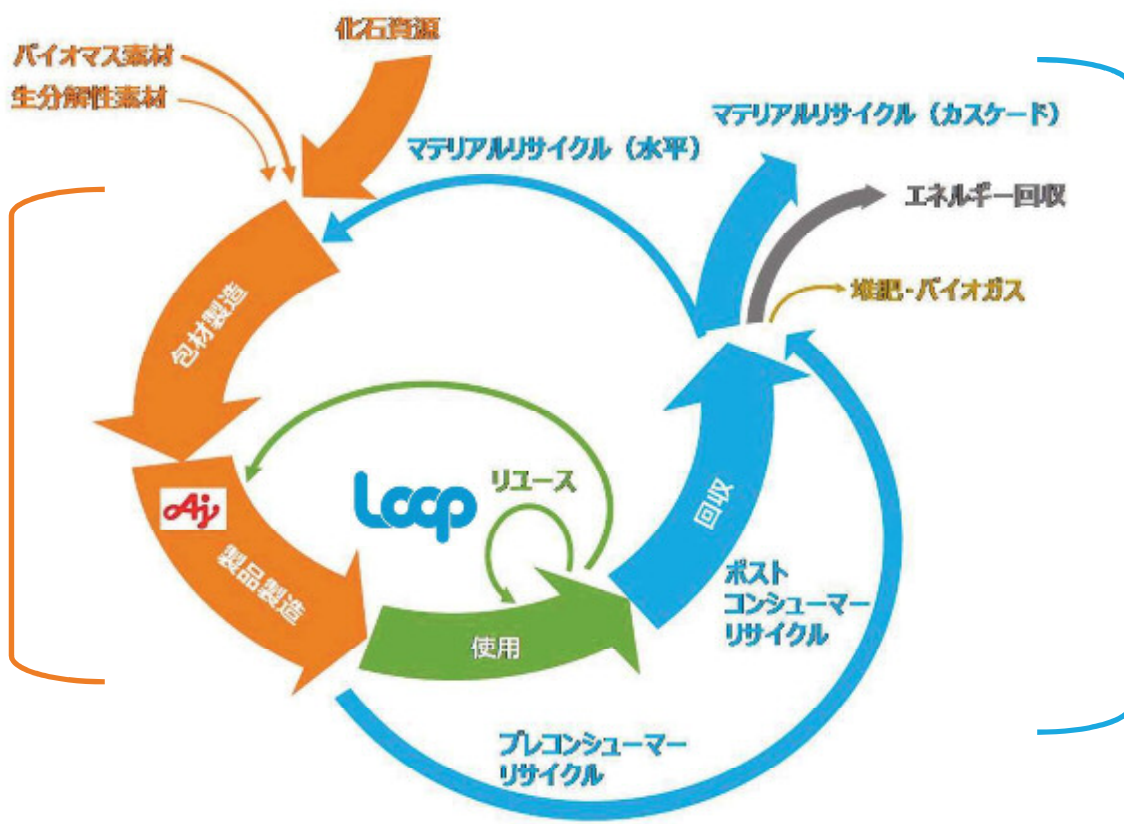 化石資源
バイオマス素材
生分解性素材
マテリアルリサイクル（カスケード）
マテリアルリサイクル（水平）
エネルギー回収
堆肥・バイオガス
包材製造
Aj
製品製造
Loop
リユース
使用
回収
ポスト
コンシューマー
リサイクル
プレコンシューマー
リサイクル